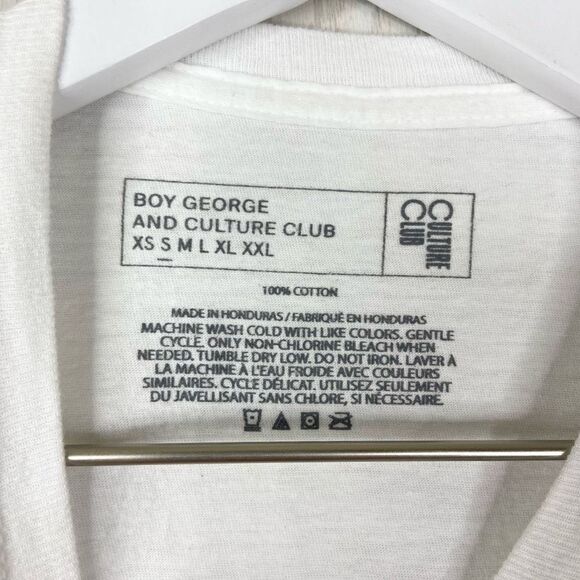 BOY GEORGE
AND CULTURE CLUB
XS S M L XL XXL
CULTURE
CLUB
100% COTTON
MADE IN HONDURAS / FABRIQUÉ EN HONDURAS
MACHINE WASH COLD WITH LIKE COLORS. GENTLE
CYCLE. ONLY NON-CHLORINE BLEACH WHEN
NEEDED. TUMBLE DRY LOW. DO NOT IRON. LAVER À
LA MACHINE À L'EAU FROIDE AVEC COULEURS
SIMILAIRES. CYCLE DÉLICAT. UTILISEZ SEULEMENT
DU JAVELLISANT SANS CHLORE, SI NÉCESSAIRE.